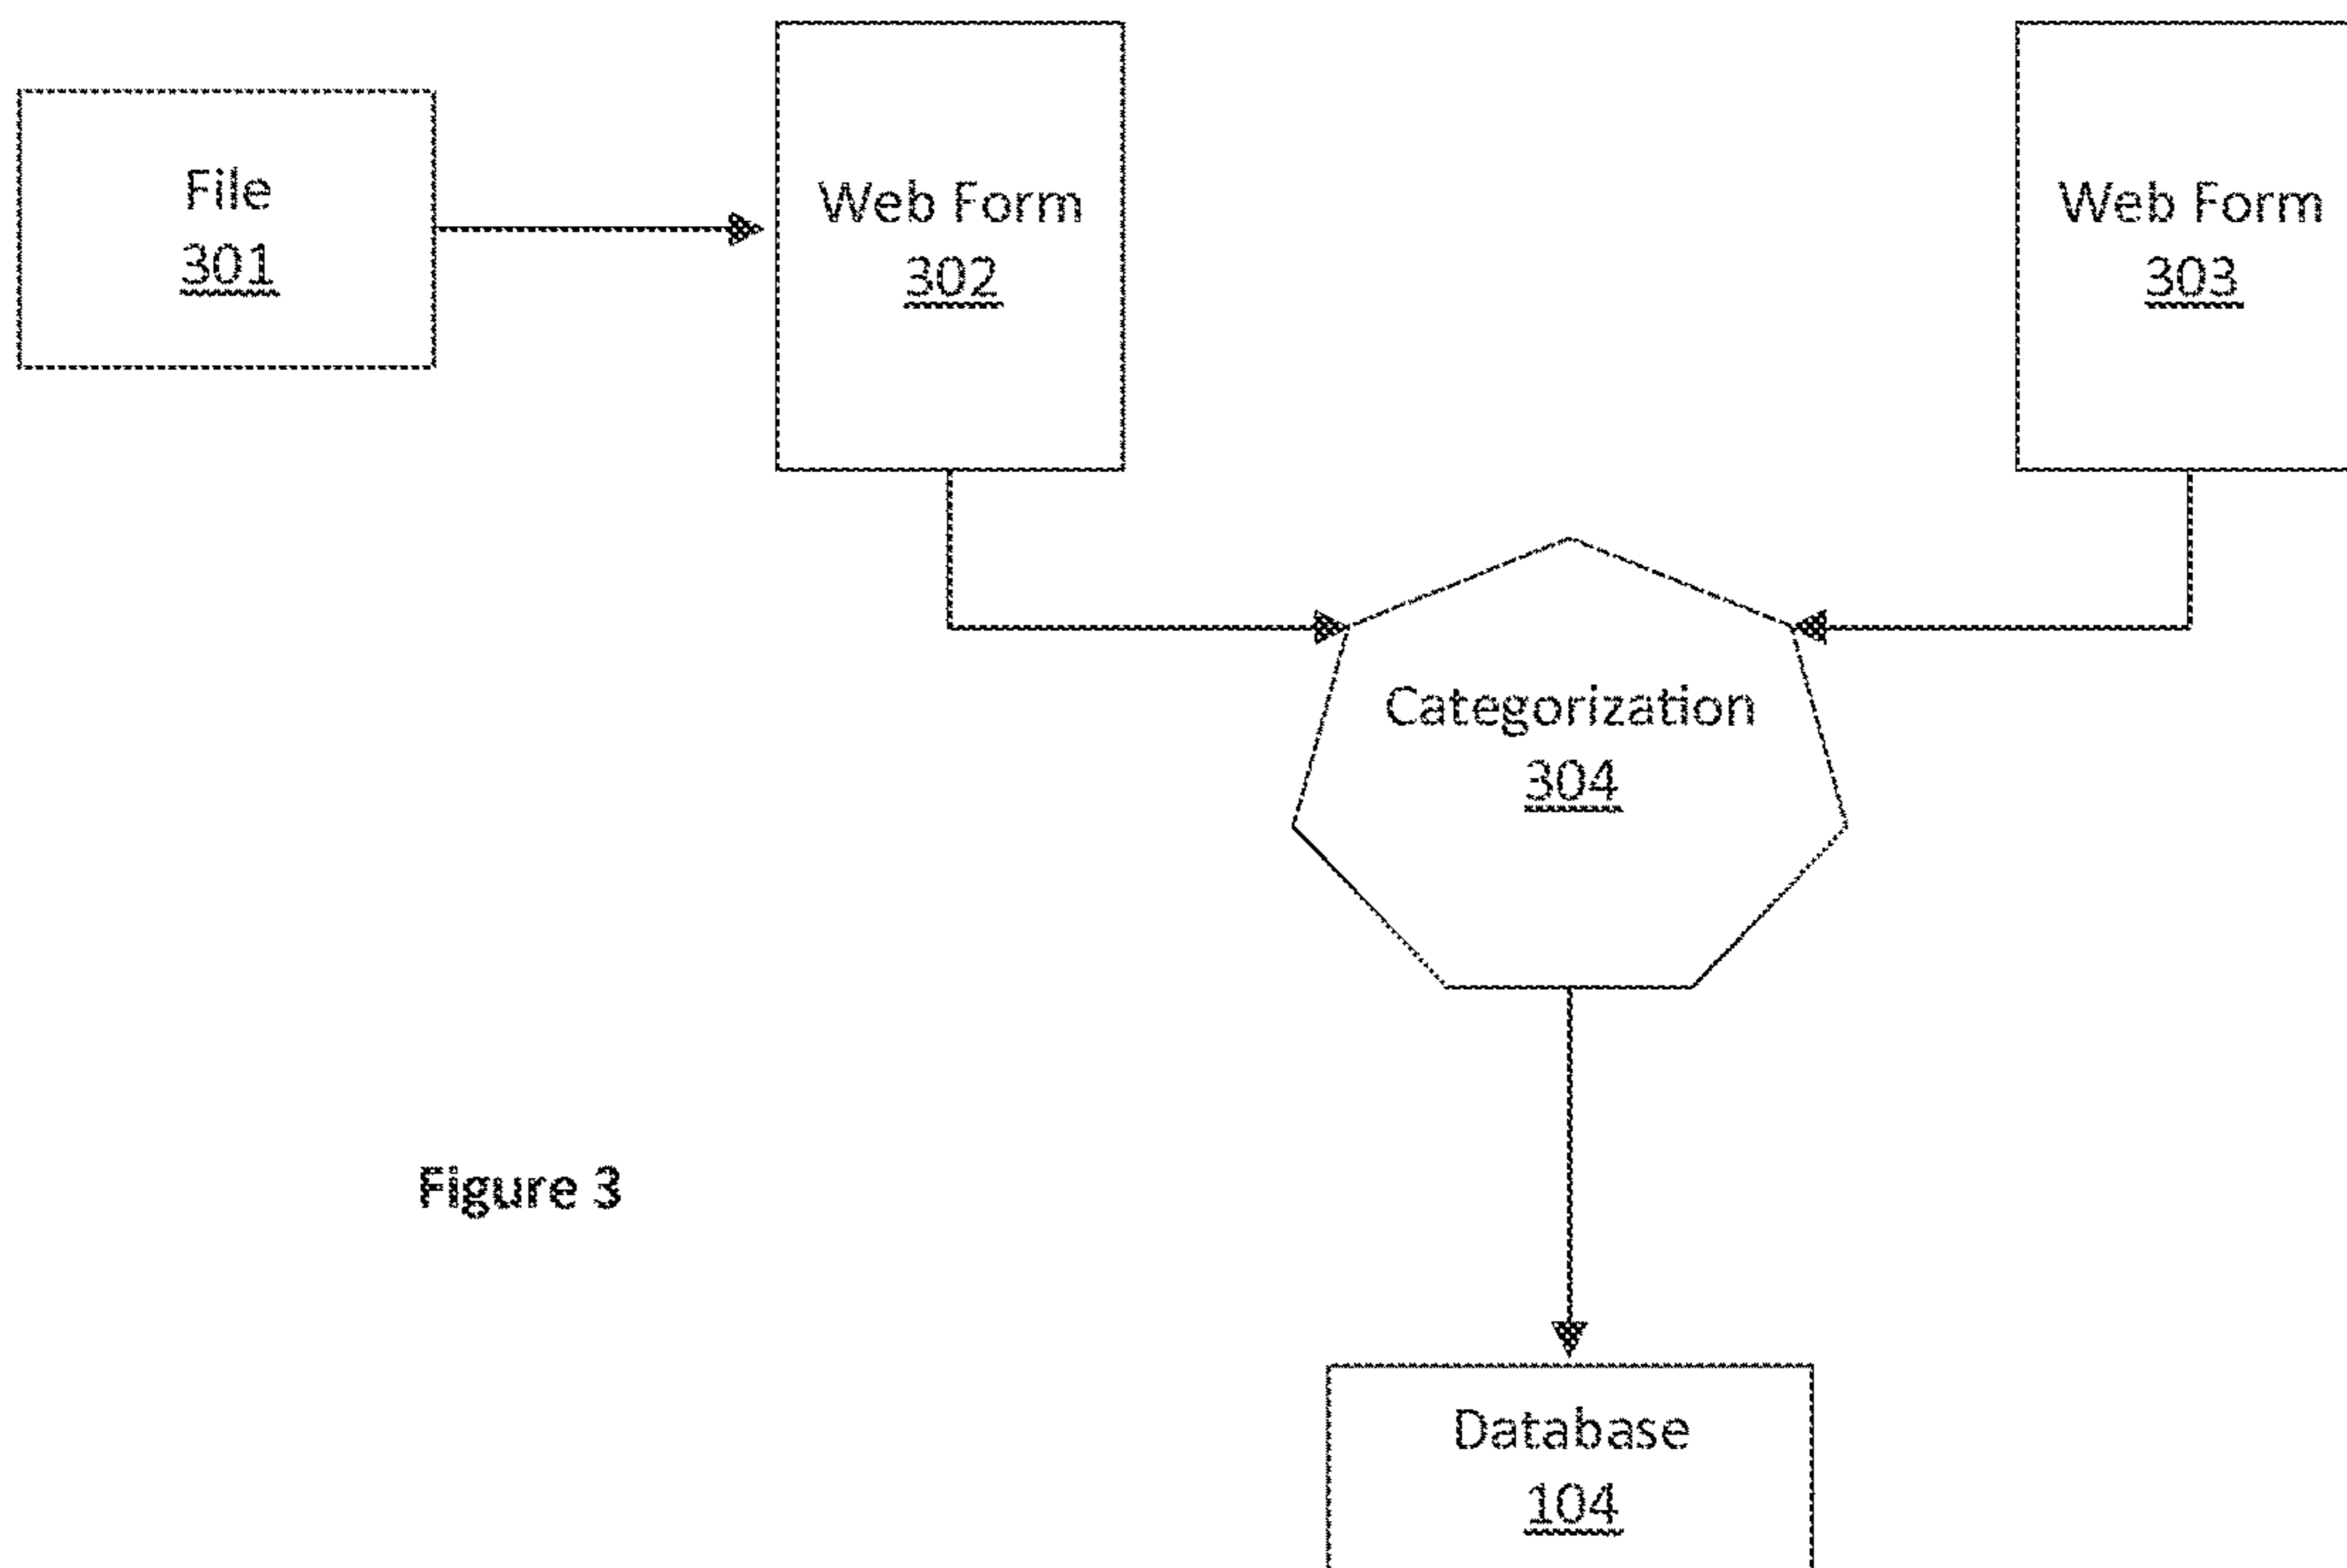 File
301
Web Form
302
Web Form
303
Categorization
304
Figure 3
Database
104